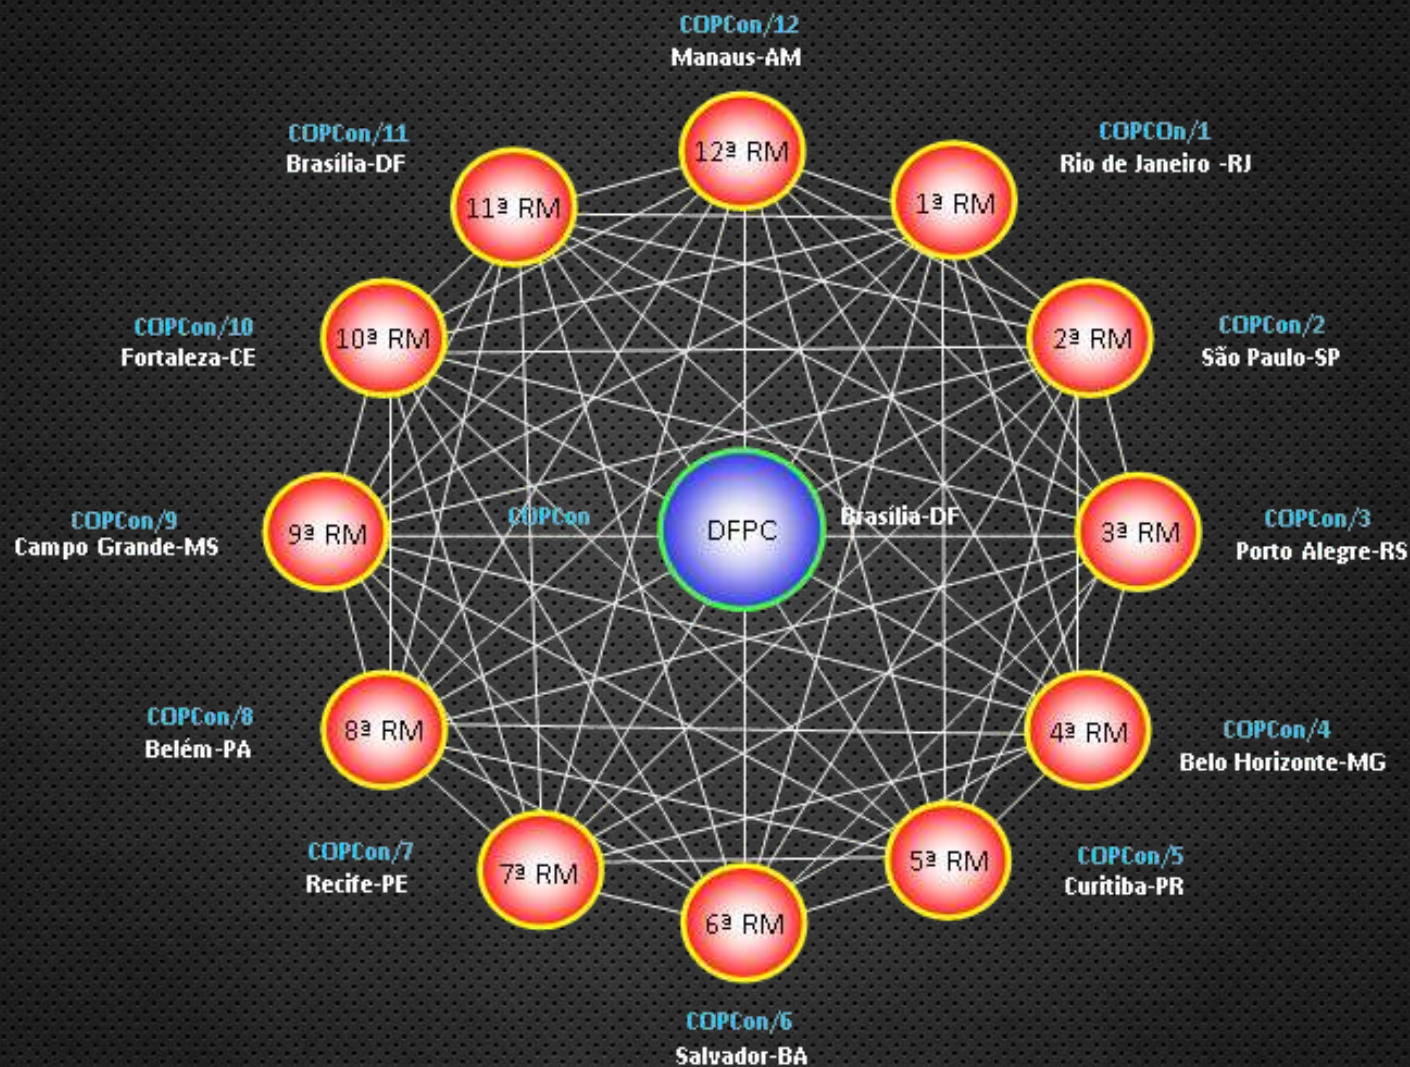 COPCon/12
Manaus-AM
12ª RM
COPCOn/1
Rio de Janeiro -RJ
1ª RM
COPCon/2
São Paulo-SP
2ª RM
COPCon/3
Porto Alegre-RS
3ª RM
COPCon/4
Belo Horizonte-MG
4ª RM
COPCon/5
Curitiba-PR
5ª RM
COPCon/6
Salvador-BA
6ª RM
COPCon/7
Recife-PE
7ª RM
COPCon/8
Belém-PA
8ª RM
COPCon/9
Campo Grande-MS
9ª RM
COPCon/10
Fortaleza-CE
10ª RM
COPCon/11
Brasília-DF
11ª RM
COPCon
DFPC
Brasília-DF